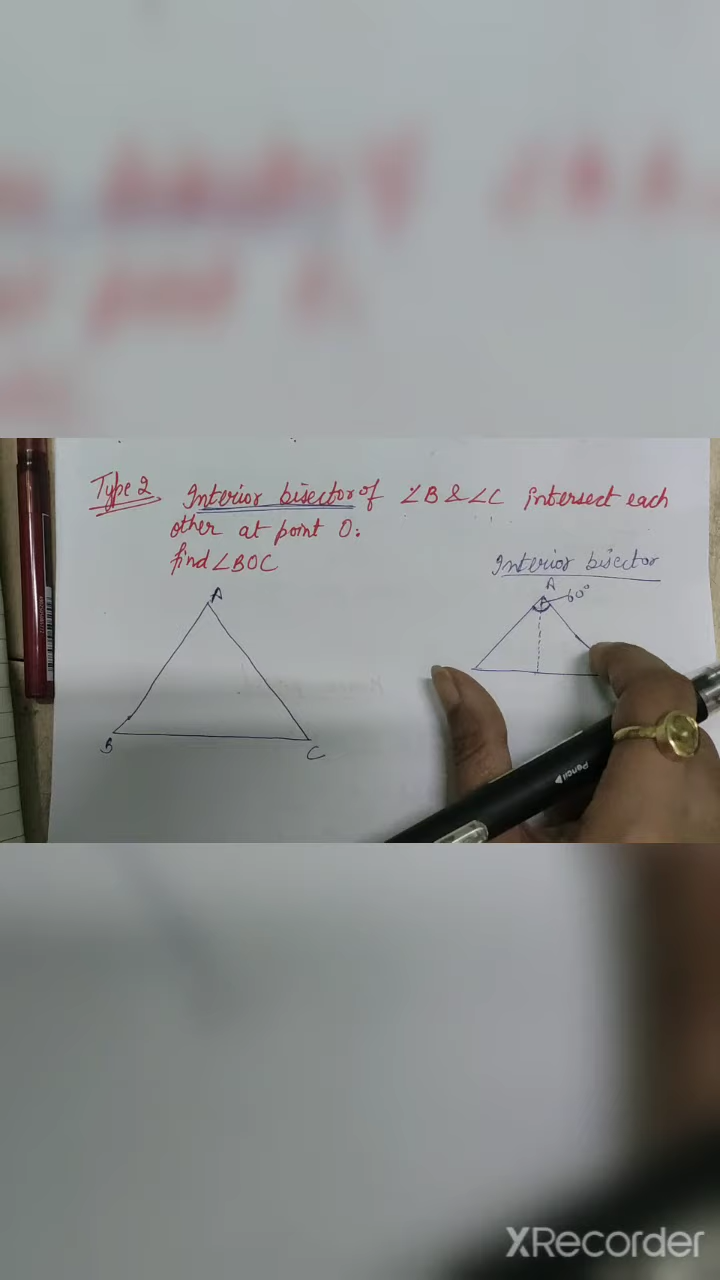 Type 2. Interior bisector of ∠B & ∠C intersect each
other at point O.
find ∠BOC
Interior bisector
A
60°
A
B
C
Pencil
XRecorder